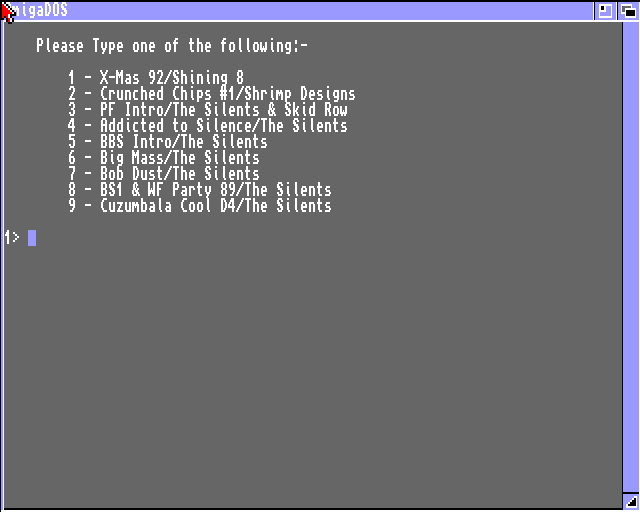 migaDOS
Please Type one of the following:-
1 - X-Mas 92/Shining 8
2 - Crunched Chips #1/Shrimp Designs
3 - PF Intro/The Silents & Skid Row
4 - Addicted to Silence/The Silents
5 - BBS Intro/The Silents
6 - Big Mass/The Silents
7 - Bob Dust/The Silents
8 - BS1 & WF Party 89/The Silents
9 - Cuzumbala Cool D4/The Silents
1>